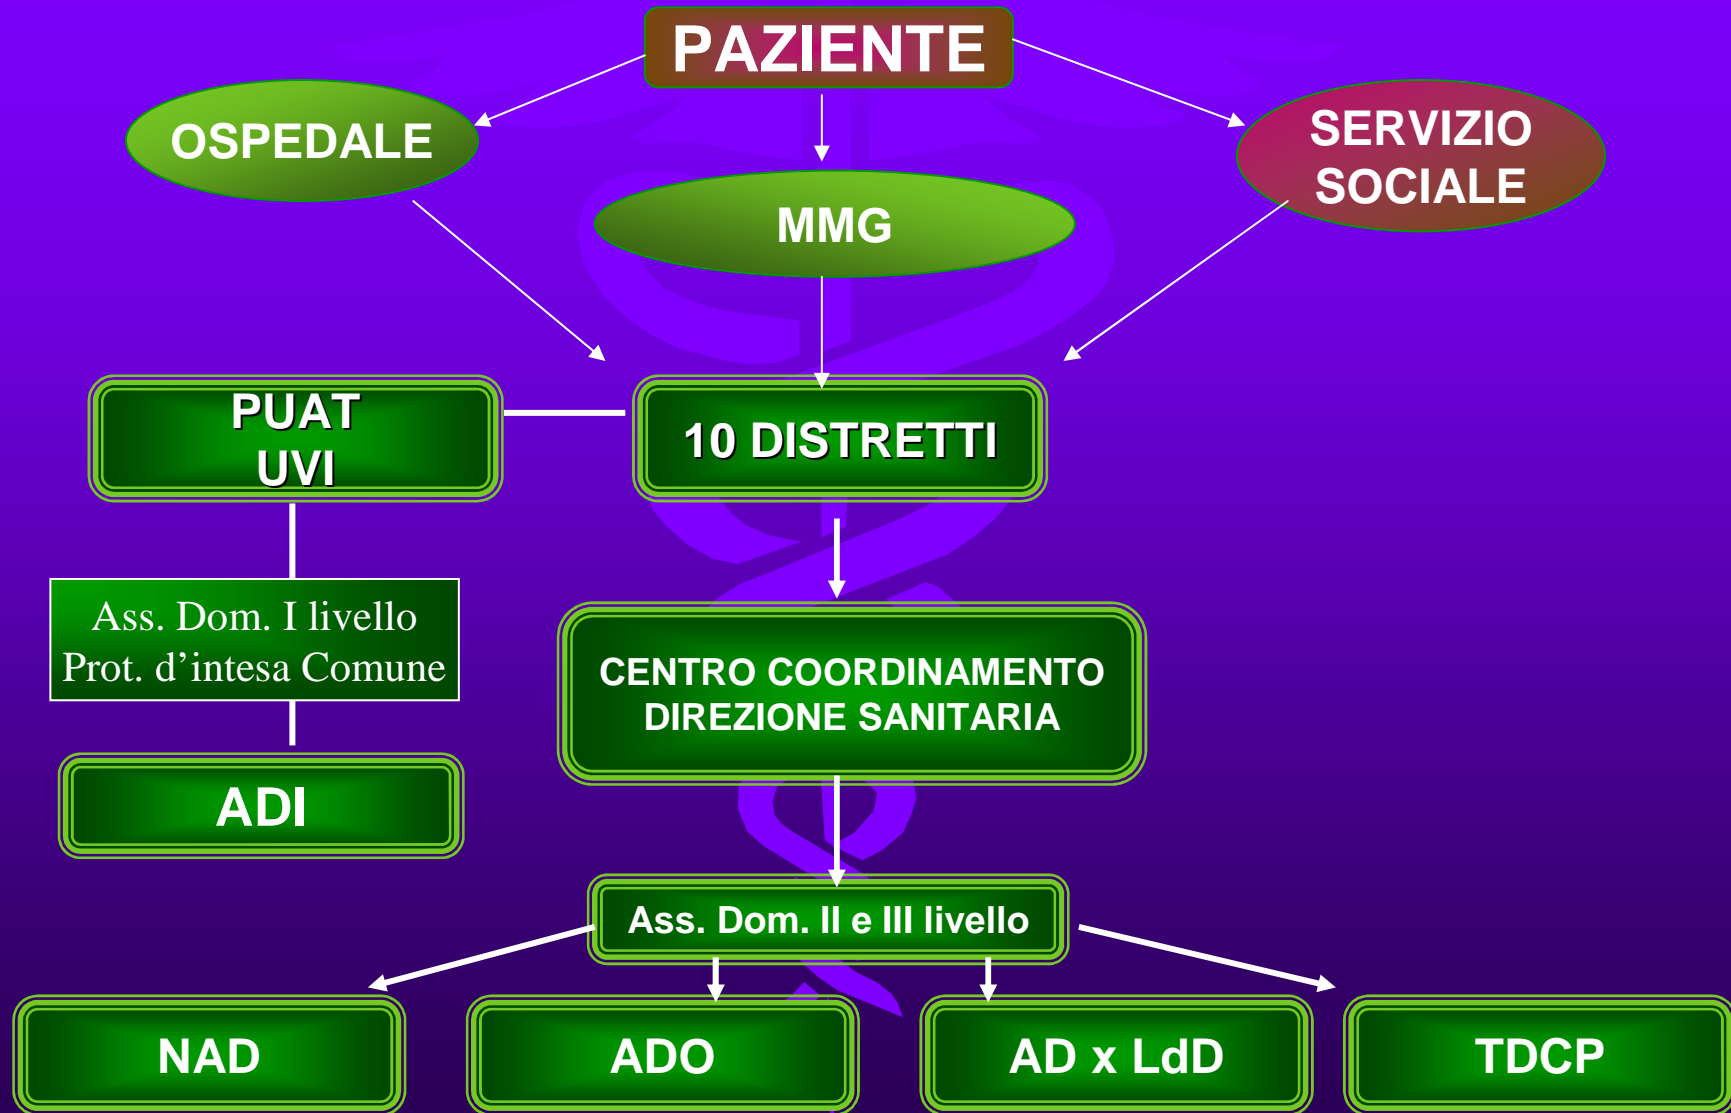 PAZIENTE
OSPEDALE
MMG
SERVIZIO
SOCIALE
PUAT
UVI
10 DISTRETTI
Ass. Dom. I livello
Prot. d’intesa Comune
CENTRO COORDINAMENTO
DIREZIONE SANITARIA
ADI
Ass. Dom. II e III livello
NAD
ADO
AD x LdD
TDCP